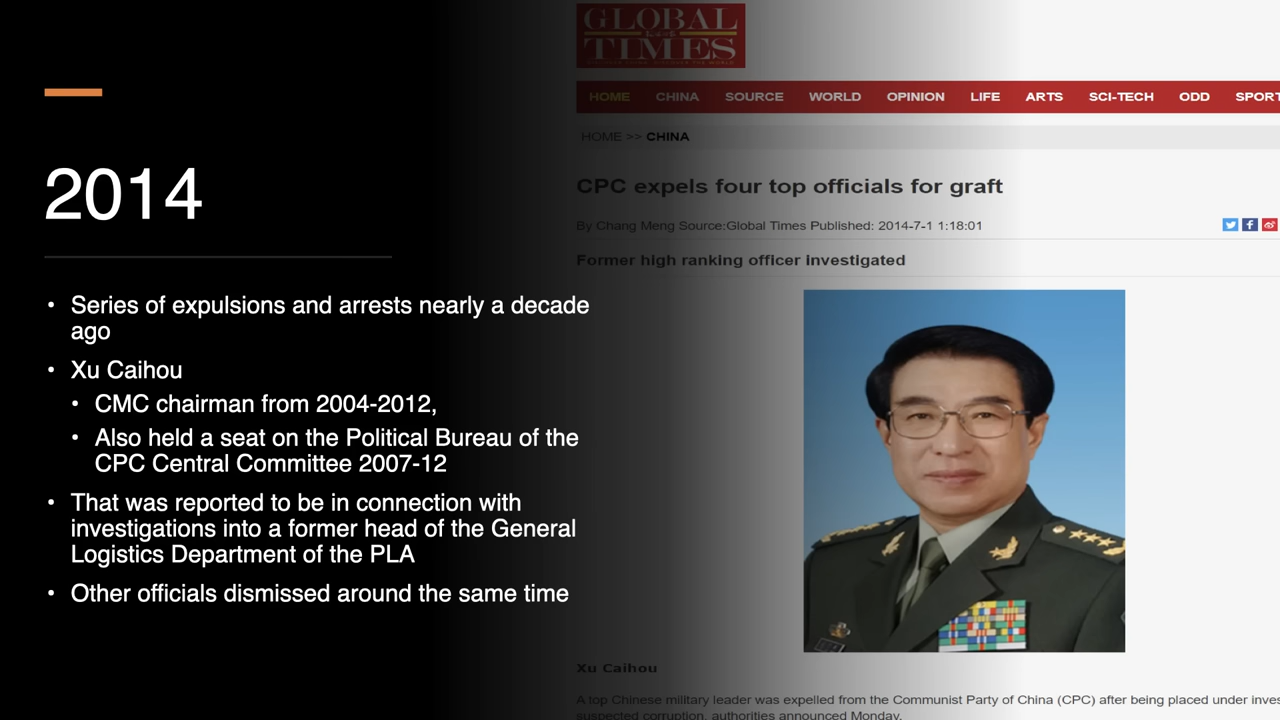 2014
• Series of expulsions and arrests nearly a decade
ago
• Xu Caihou
• CMC chairman from 2004-2012,
• Also held a seat on the Political Bureau of the
CPC Central Committee 2007-12
• That was reported to be in connection with
investigations into a former head of the General
Logistics Department of the PLA
• Other officials dismissed around the same time
GLOBAL
TIMES
HOME CHINA SOURCE WORLD OPINION LIFE ARTS SCI-TECH ODD SPORT
HOME >> CHINA
CPC expels four top officials for graft
By Chang Meng Source:Global Times Published: 2014-7-1 1:18:01
Former high ranking officer investigated
Xu Caihou
A top Chinese military leader was expelled from the Communist Party of China (CPC) after being placed under inves
suspected corruption, authorities announced Monday.